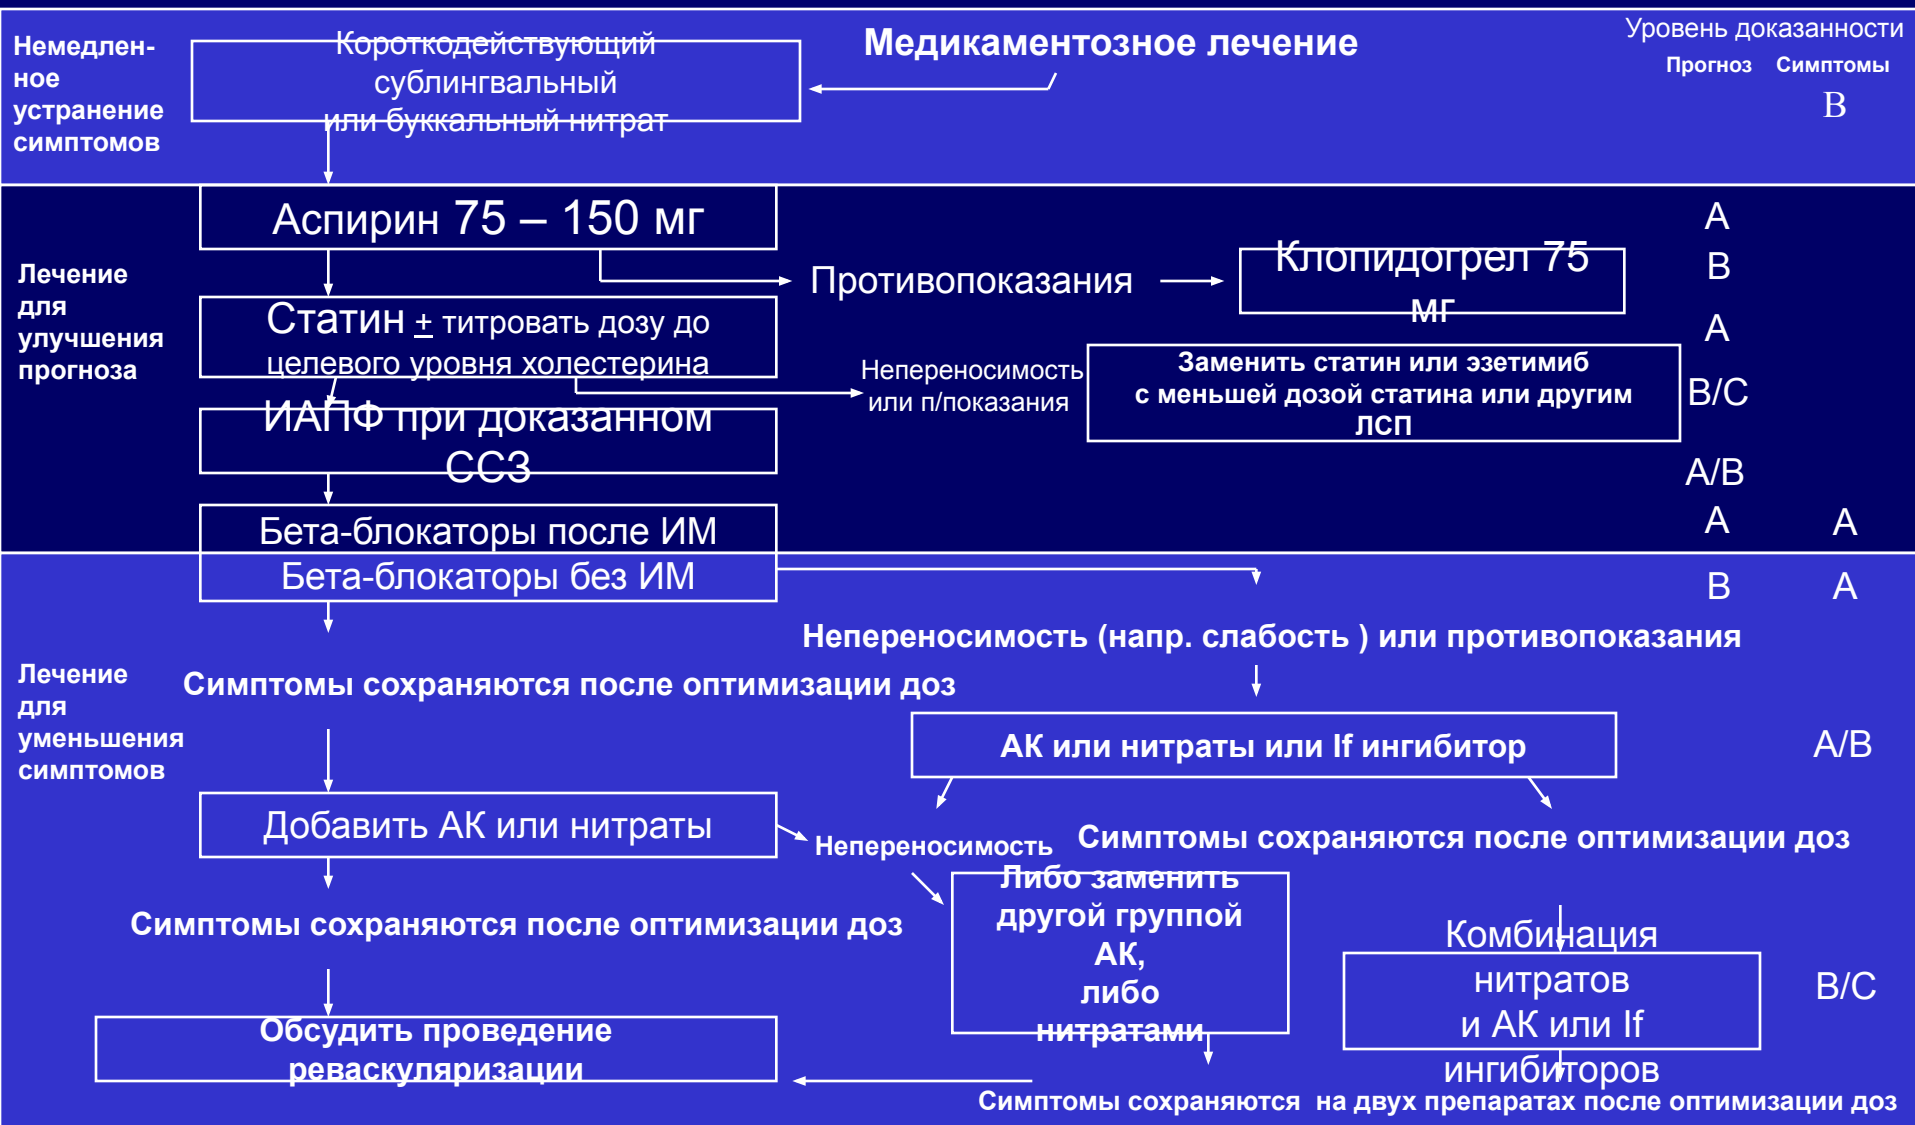 Немедлен-
ное
устранение
симптомов
Короткодействующий
сублингвальный
или буккальный нитрат
Медикаментозное лечение
Уровень доказанности
Прогноз Симптомы
B
Лечение
для
улучшения
прогноза
Аспирин 75 – 150 мг
A
Противопоказания
Клопидогрел 75
мг
B
Статин + титровать дозу до
целевого уровня холестерина
A
Непереносимость
или п/показания
Заменить статин или эзетимиб
с меньшей дозой статина или другим
ЛСП
B/C
ИАПФ при доказанном
ССЗ
A/B
Бета-блокаторы после ИМ
A A
Бета-блокаторы без ИМ
B A
Лечение
для
уменьшения
симптомов
Непереносимость (напр. слабость ) или противопоказания
Симптомы сохраняются после оптимизации доз
АК или нитраты или If ингибитор
A/B
Добавить АК или нитраты
Непереносимость
Симптомы сохраняются после оптимизации доз
Либо заменить
другой группой
АК,
либо
нитратами
Симптомы сохраняются после оптимизации доз
Комбинация
нитратов
и АК или If
ингибиторов
B/C
Обсудить проведение
реваскуляризации
Симптомы сохраняются на двух препаратах после оптимизации доз